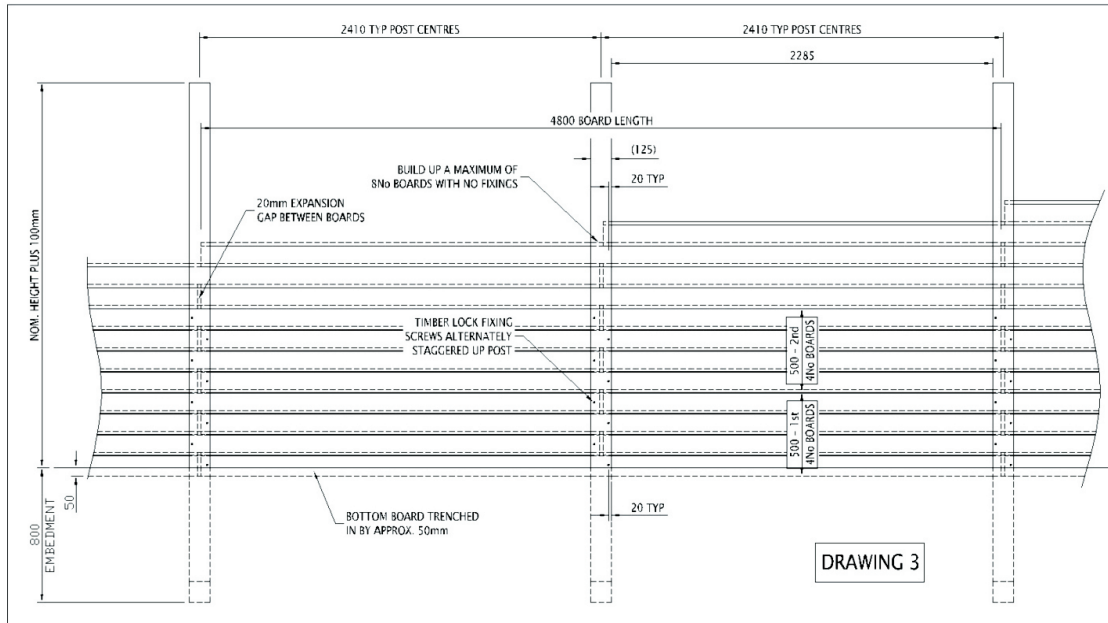 2410 TYP POST CENTRES
2410 TYP POST CENTRES
2285
4800 BOARD LENGTH
(125)
BUILD UP A MAXIMUM OF
8No BOARDS WITH NO FIXINGS
20 TYP
20mm EXPANSION
GAP BETWEEN BOARDS
NOM. HEIGHT PLUS 100mm
TIMBER LOCK FIXING
SCREWS ALTERNATELY
STAGGERED UP POST
500 - 2nd
4No BOARDS
500 - 1st
4No BOARDS
50
800
EMBEDMENT
BOTTOM BOARD TRENCHED
IN BY APPROX. 50mm
20 TYP
DRAWING 3